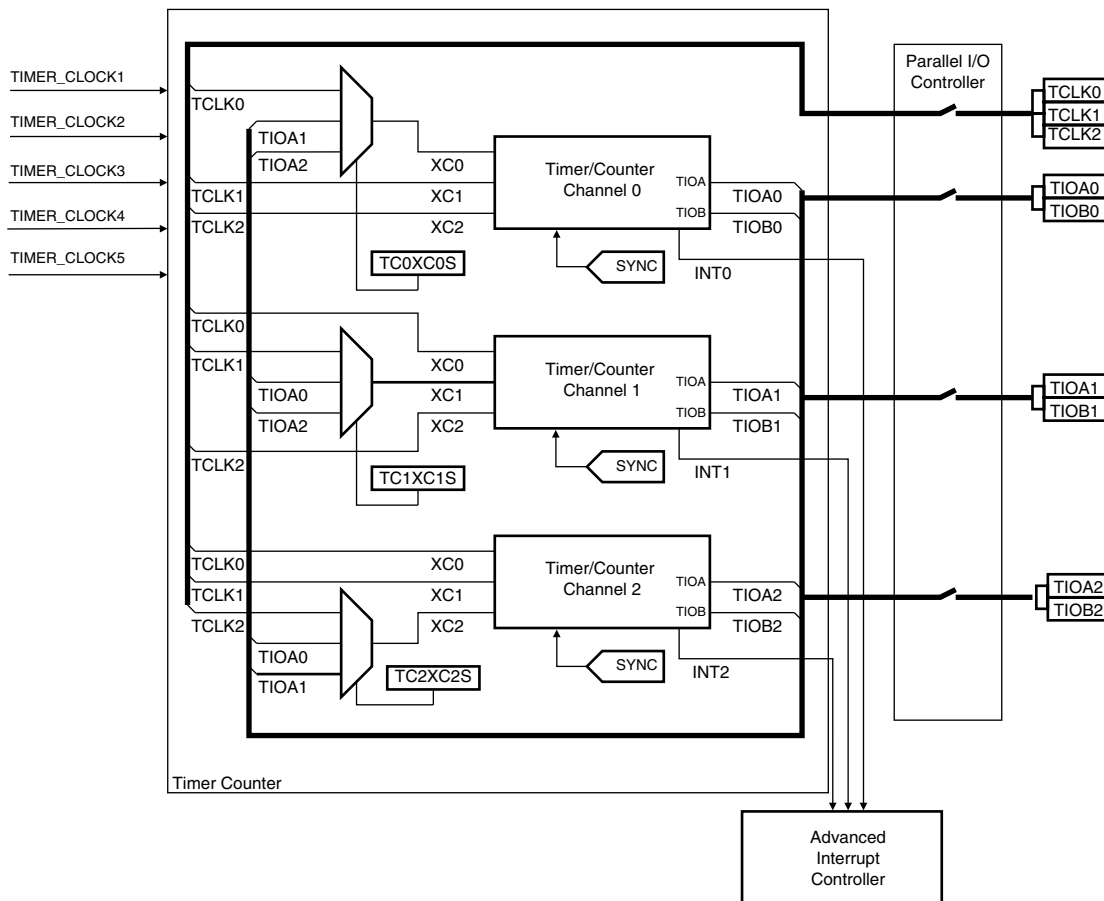 TIMER_CLOCK1
TIMER_CLOCK2
TIMER_CLOCK3
TIMER_CLOCK4
TIMER_CLOCK5
TCLK0
TIOA1
TIOA2
TCLK1
TCLK2
XC0
XC1
XC2
TC0XC0S
Timer/Counter
Channel 0
TIOA
TIOB
TIOA0
TIOB0
SYNC
INT0
TCLK0
TCLK1
TIOA0
TIOA2
TCLK2
XC0
XC1
XC2
TC1XC1S
Timer/Counter
Channel 1
TIOA
TIOB
TIOA1
TIOB1
SYNC
INT1
TCLK0
TCLK1
TCLK2
TIOA0
TIOA1
XC0
XC1
XC2
TC2XC2S
Timer/Counter
Channel 2
TIOA
TIOB
TIOA2
TIOB2
SYNC
INT2
Timer Counter
Parallel I/O
Controller
TCLK0
TCLK1
TCLK2
TIOA0
TIOB0
TIOA1
TIOB1
TIOA2
TIOB2
Advanced
Interrupt
Controller